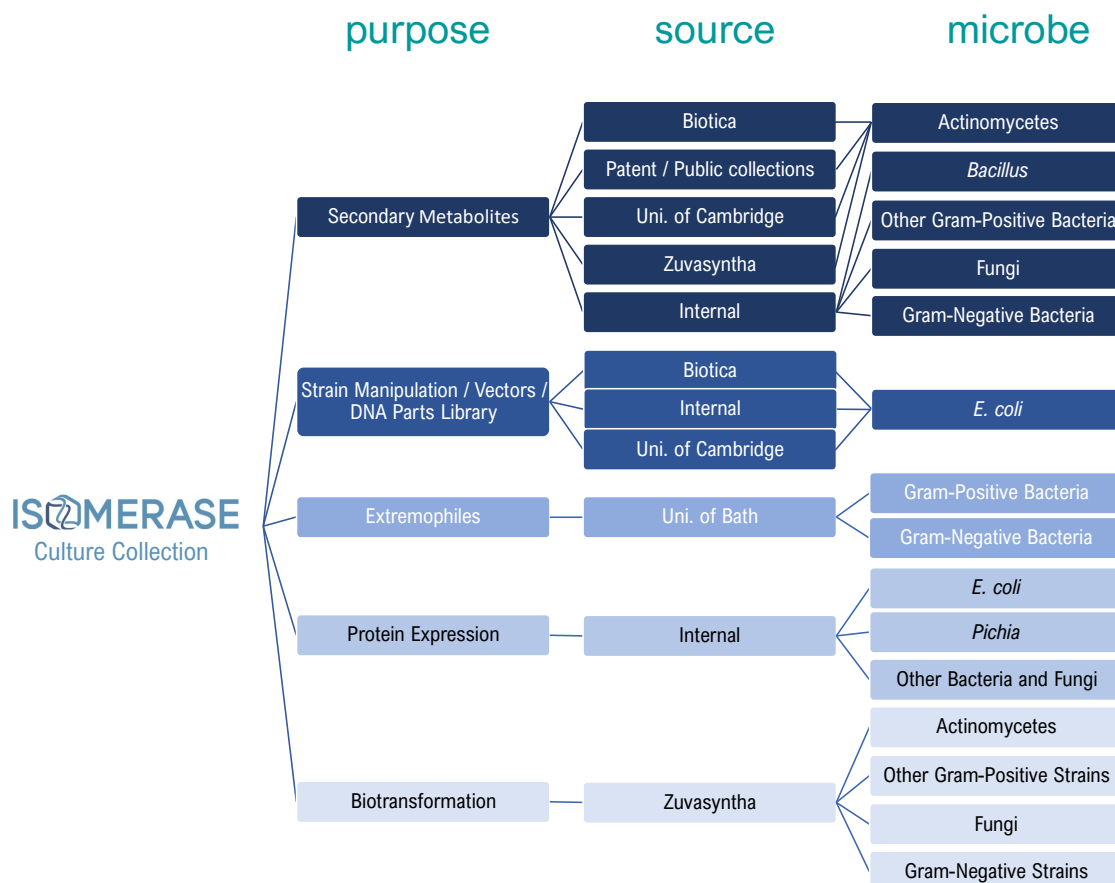 purpose
source
microbe
Secondary Metabolites
Biotica
Patent / Public collections
Uni. of Cambridge
Zuvasyntha
Internal
Actinomycetes
Bacillus
Other Gram-Positive Bacteria
Fungi
Gram-Negative Bacteria
Strain Manipulation / Vectors /
DNA Parts Library
Biotica
Internal
Uni. of Cambridge
E. coli
ISOMERASE
Culture Collection
Extremophiles
Uni. of Bath
Gram-Positive Bacteria
Gram-Negative Bacteria
Protein Expression
Internal
E. coli
Pichia
Other Bacteria and Fungi
Biotransformation
Zuvasyntha
Actinomycetes
Other Gram-Positive Strains
Fungi
Gram-Negative Strains